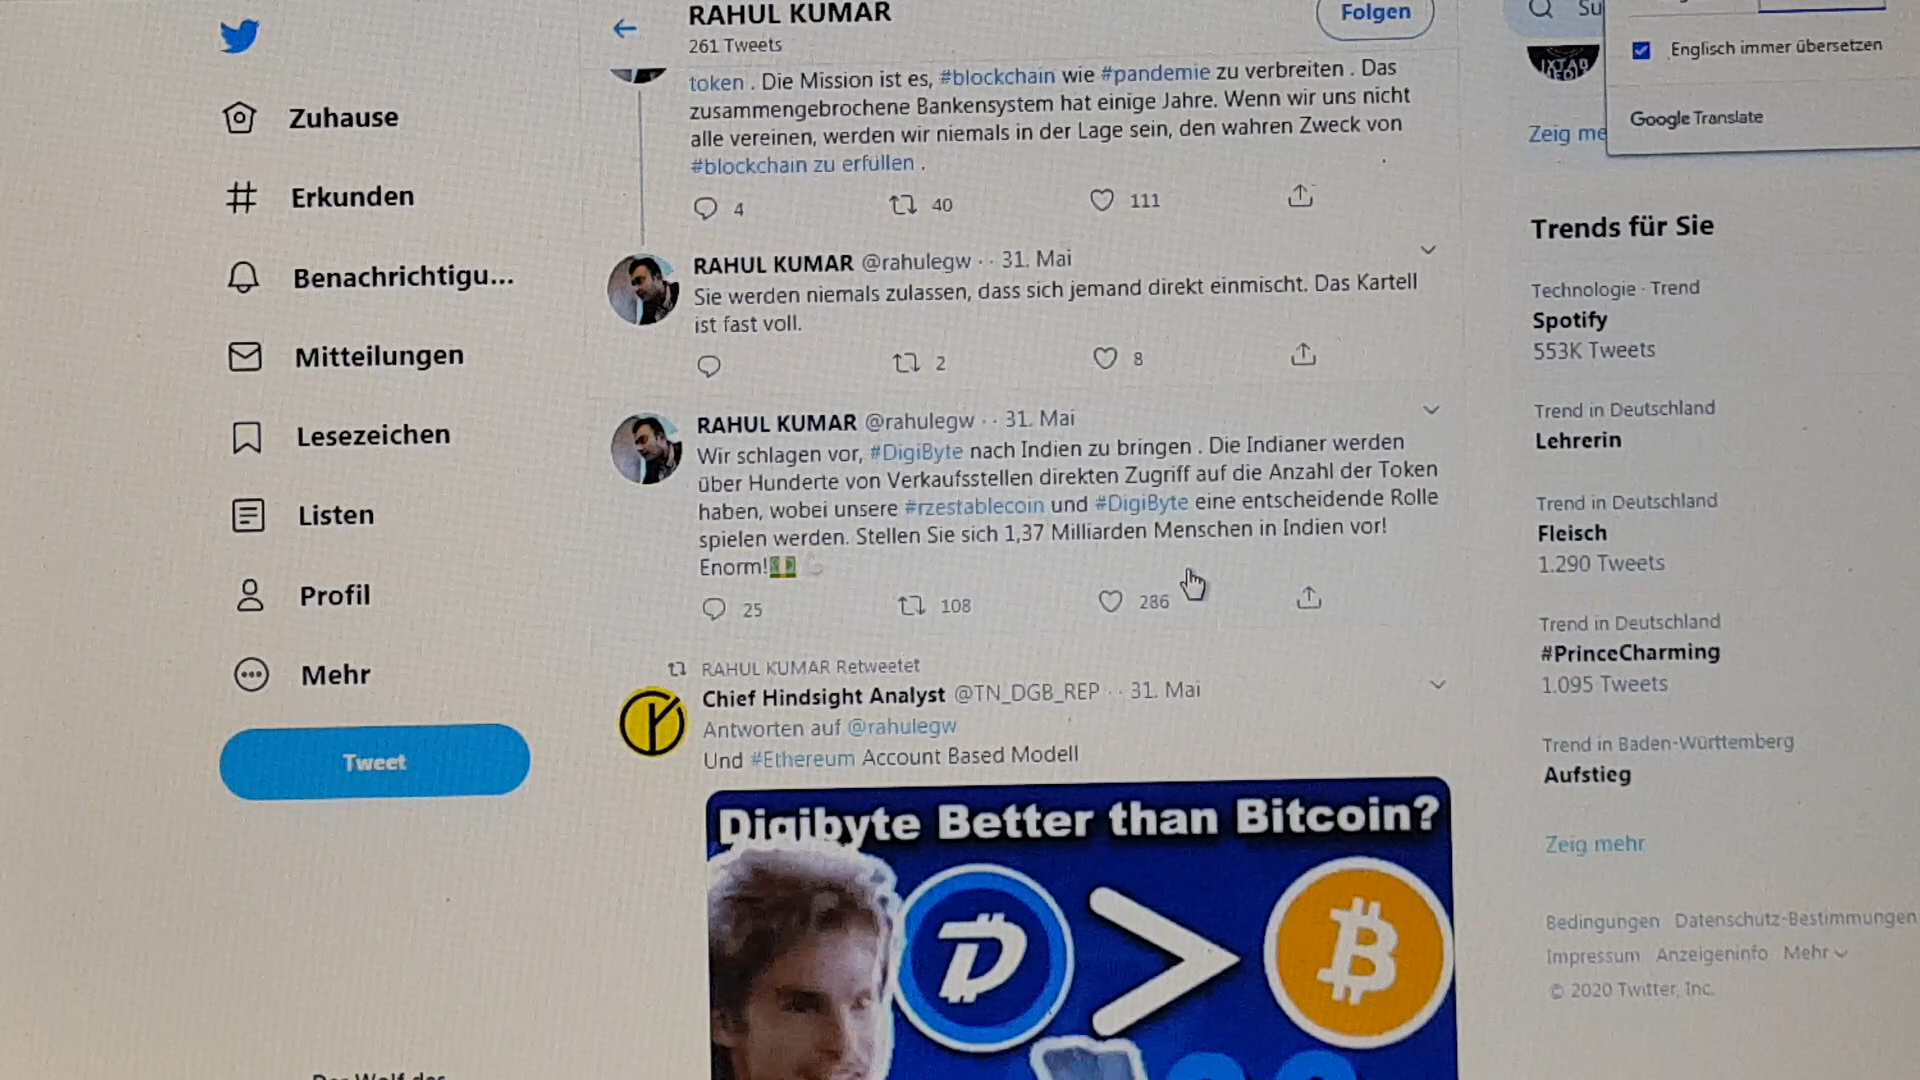 RAHUL KUMAR
261 Tweets
Folgen
Su
Englisch immer übersetzen
Google Translate
Zuhause
Erkunden
Benachrichtigu...
Mitteilungen
Lesezeichen
Listen
Profil
Mehr
Tweet
token . Die Mission ist es, #blockchain wie #pandemie zu verbreiten . Das
zusammengebrochene Bankensystem hat einige Jahre. Wenn wir uns nicht
alle vereinen, werden wir niemals in der Lage sein, den wahren Zweck von
#blockchain zu erfüllen .
4 40 111
RAHUL KUMAR @rahulegw · · 31. Mai
Sie werden niemals zulassen, dass sich jemand direkt einmischt. Das Kartell
ist fast voll.
2 8
RAHUL KUMAR @rahulegw · · 31. Mai
Wir schlagen vor, #DigiByte nach Indien zu bringen . Die Indianer werden
über Hunderte von Verkaufsstellen direkten Zugriff auf die Anzahl der Token
haben, wobei unsere #rzestablecoin und #DigiByte eine entscheidende Rolle
spielen werden. Stellen Sie sich 1,37 Milliarden Menschen in Indien vor!
Enorm!
25 108 286
RAHUL KUMAR Retweetet
Chief Hindsight Analyst @TN_DGB_REP · · 31. Mai
Antworten auf @rahulegw
Und #Ethereum Account Based Modell
Digibyte Better than Bitcoin?
IXTAB
MEDIA
Zeig me
Trends für Sie
Technologie · Trend
Spotify
553K Tweets
Trend in Deutschland
Lehrerin
Trend in Deutschland
Fleisch
1.290 Tweets
Trend in Deutschland
#PrinceCharming
1.095 Tweets
Trend in Baden-Württemberg
Aufstieg
Zeig mehr
Bedingungen Datenschutz-Bestimmungen
Impressum Anzeigeninfo Mehr
© 2020 Twitter, Inc.